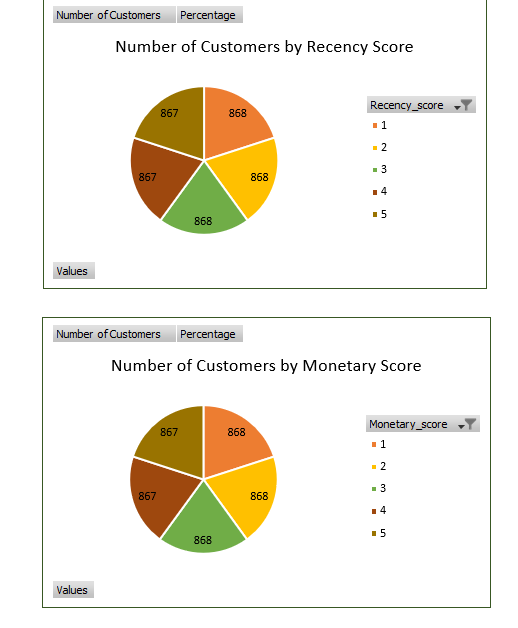 Number of Customers Percentage
Number of Customers by Recency Score
867 868
867 868
868
Recency_score
1
2
3
4
5
Values
Number of Customers Percentage
Number of Customers by Monetary Score
867 868
867 868
868
Monetary_score
1
2
3
4
5
Values